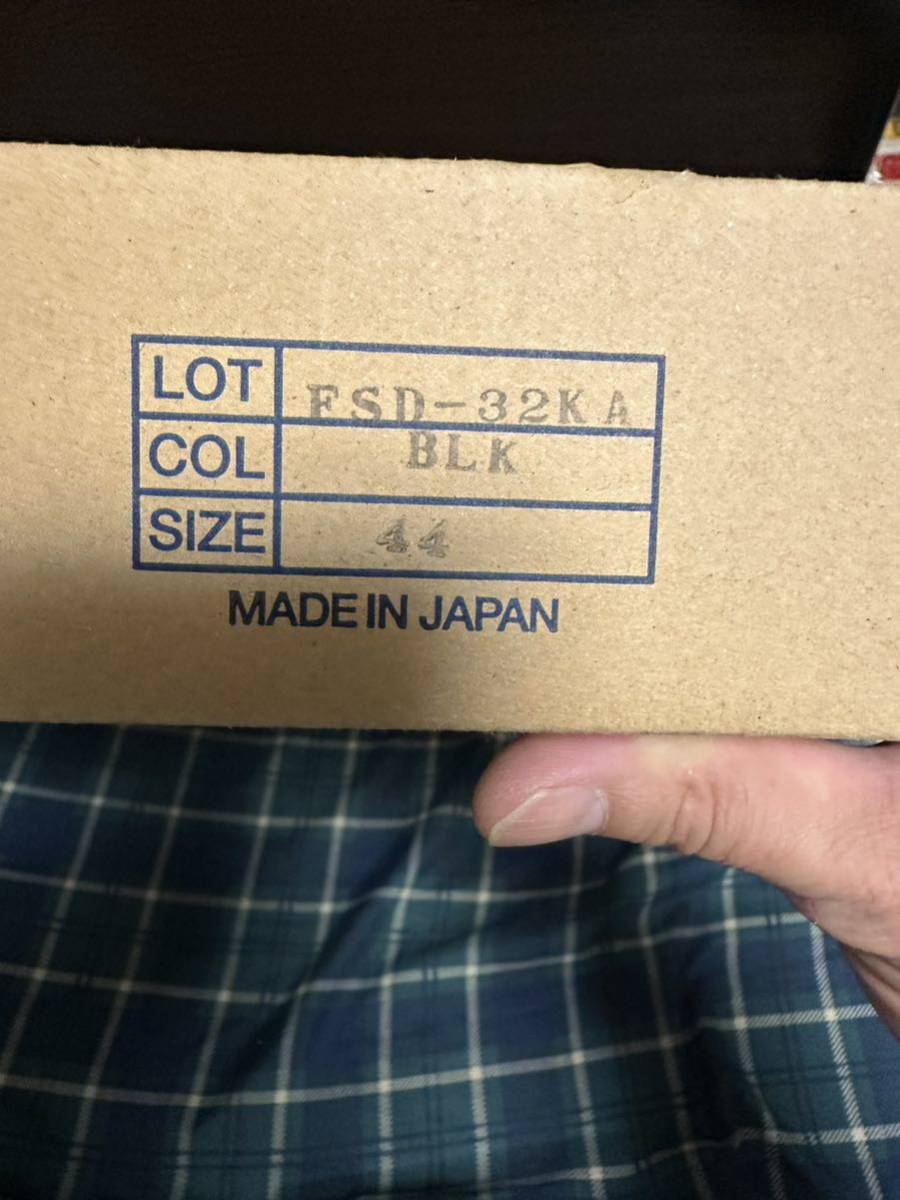 LOT FSD-32KA
COL BLK
SIZE 44
MADE IN JAPAN